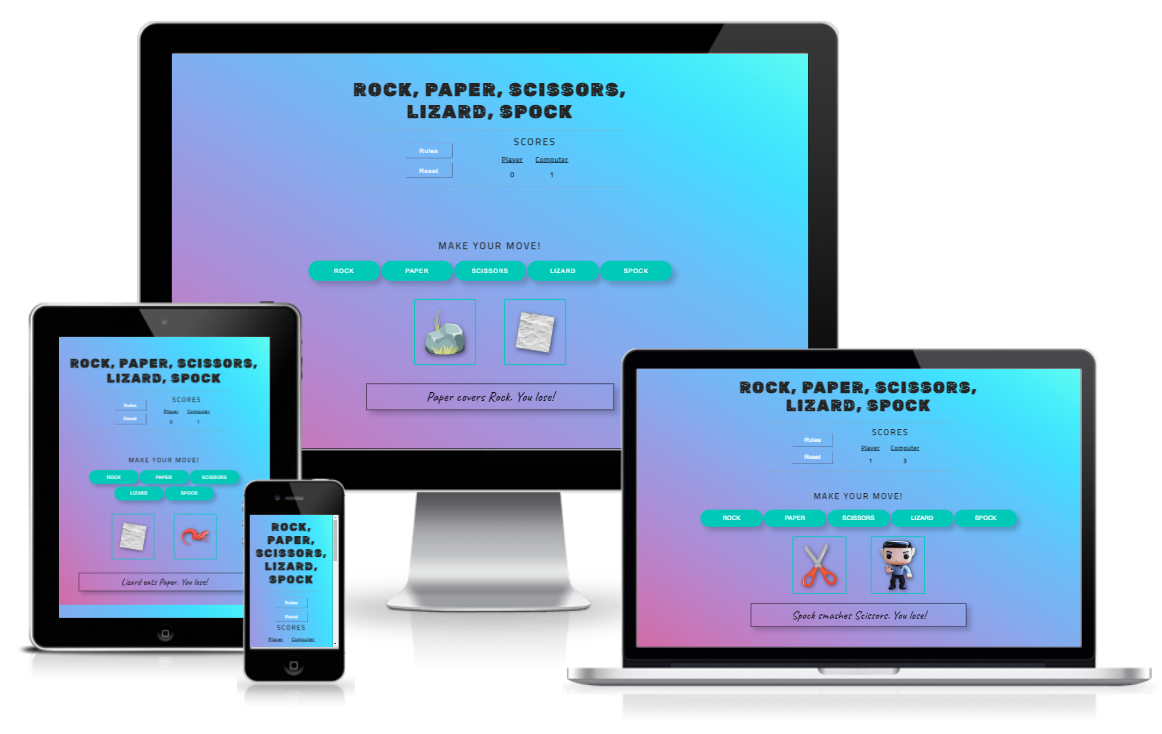 ROCK, PAPER, SCISSORS,
LIZARD, SPOCK
SCORES
Rules
Player Computer
Reset
0 1
MAKE YOUR MOVE!
ROCK PAPER SCISSORS LIZARD SPOCK
Paper covers Rock. You lose!
ROCK, PAPER, SCISSORS,
LIZARD, SPOCK
SCORES
Rules
Player Computer
Reset
0 1
MAKE YOUR MOVE!
ROCK PAPER SCISSORS
LIZARD SPOCK
Lizard eats Paper. You lose!
ROCK,
PAPER,
SCISSORS,
LIZARD,
SPOCK
Rules
Reset
SCORES
Player Computer
ROCK, PAPER, SCISSORS,
LIZARD, SPOCK
SCORES
Rules
Player Computer
Reset
1 3
MAKE YOUR MOVE!
ROCK PAPER SCISSORS LIZARD SPOCK
Spock smashes Scissors. You lose!